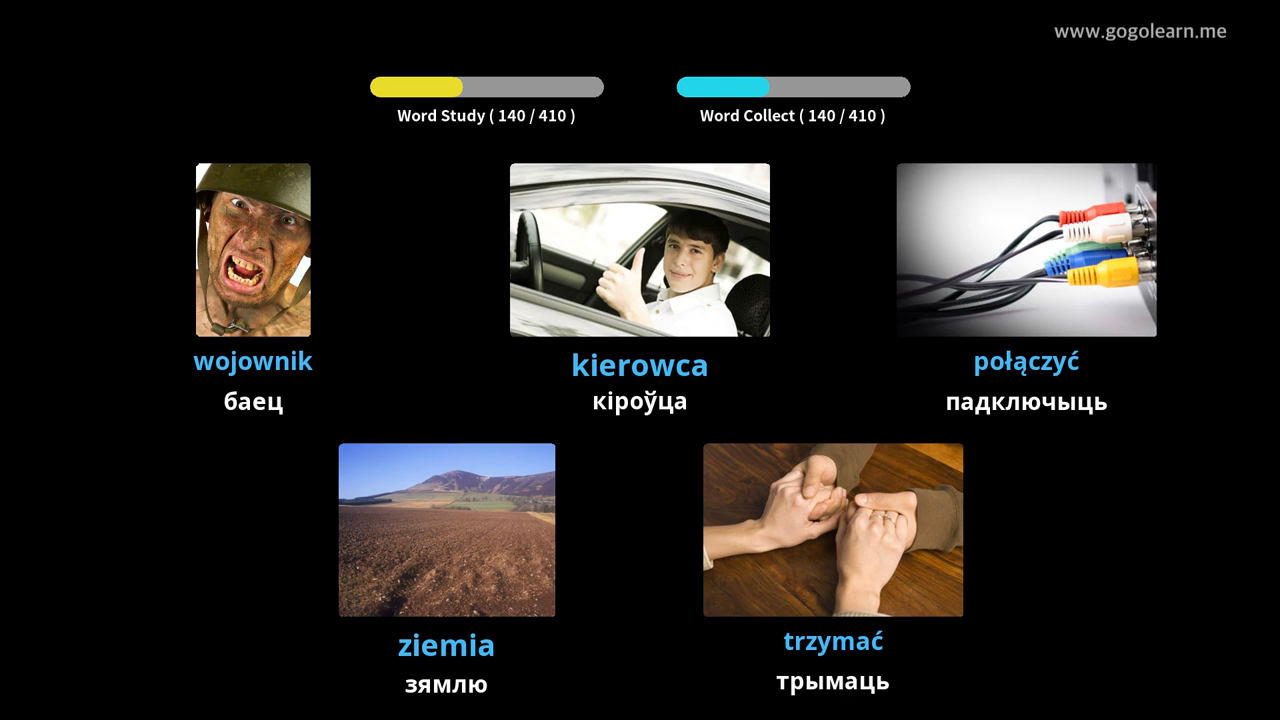 www.gogolearn.me
Word Study ( 140 / 410 )
Word Collect ( 140 / 410 )
wojownik
баец
kierowca
кіроўца
połączyć
падключыць
ziemia
зямлю
trzymać
трымаць